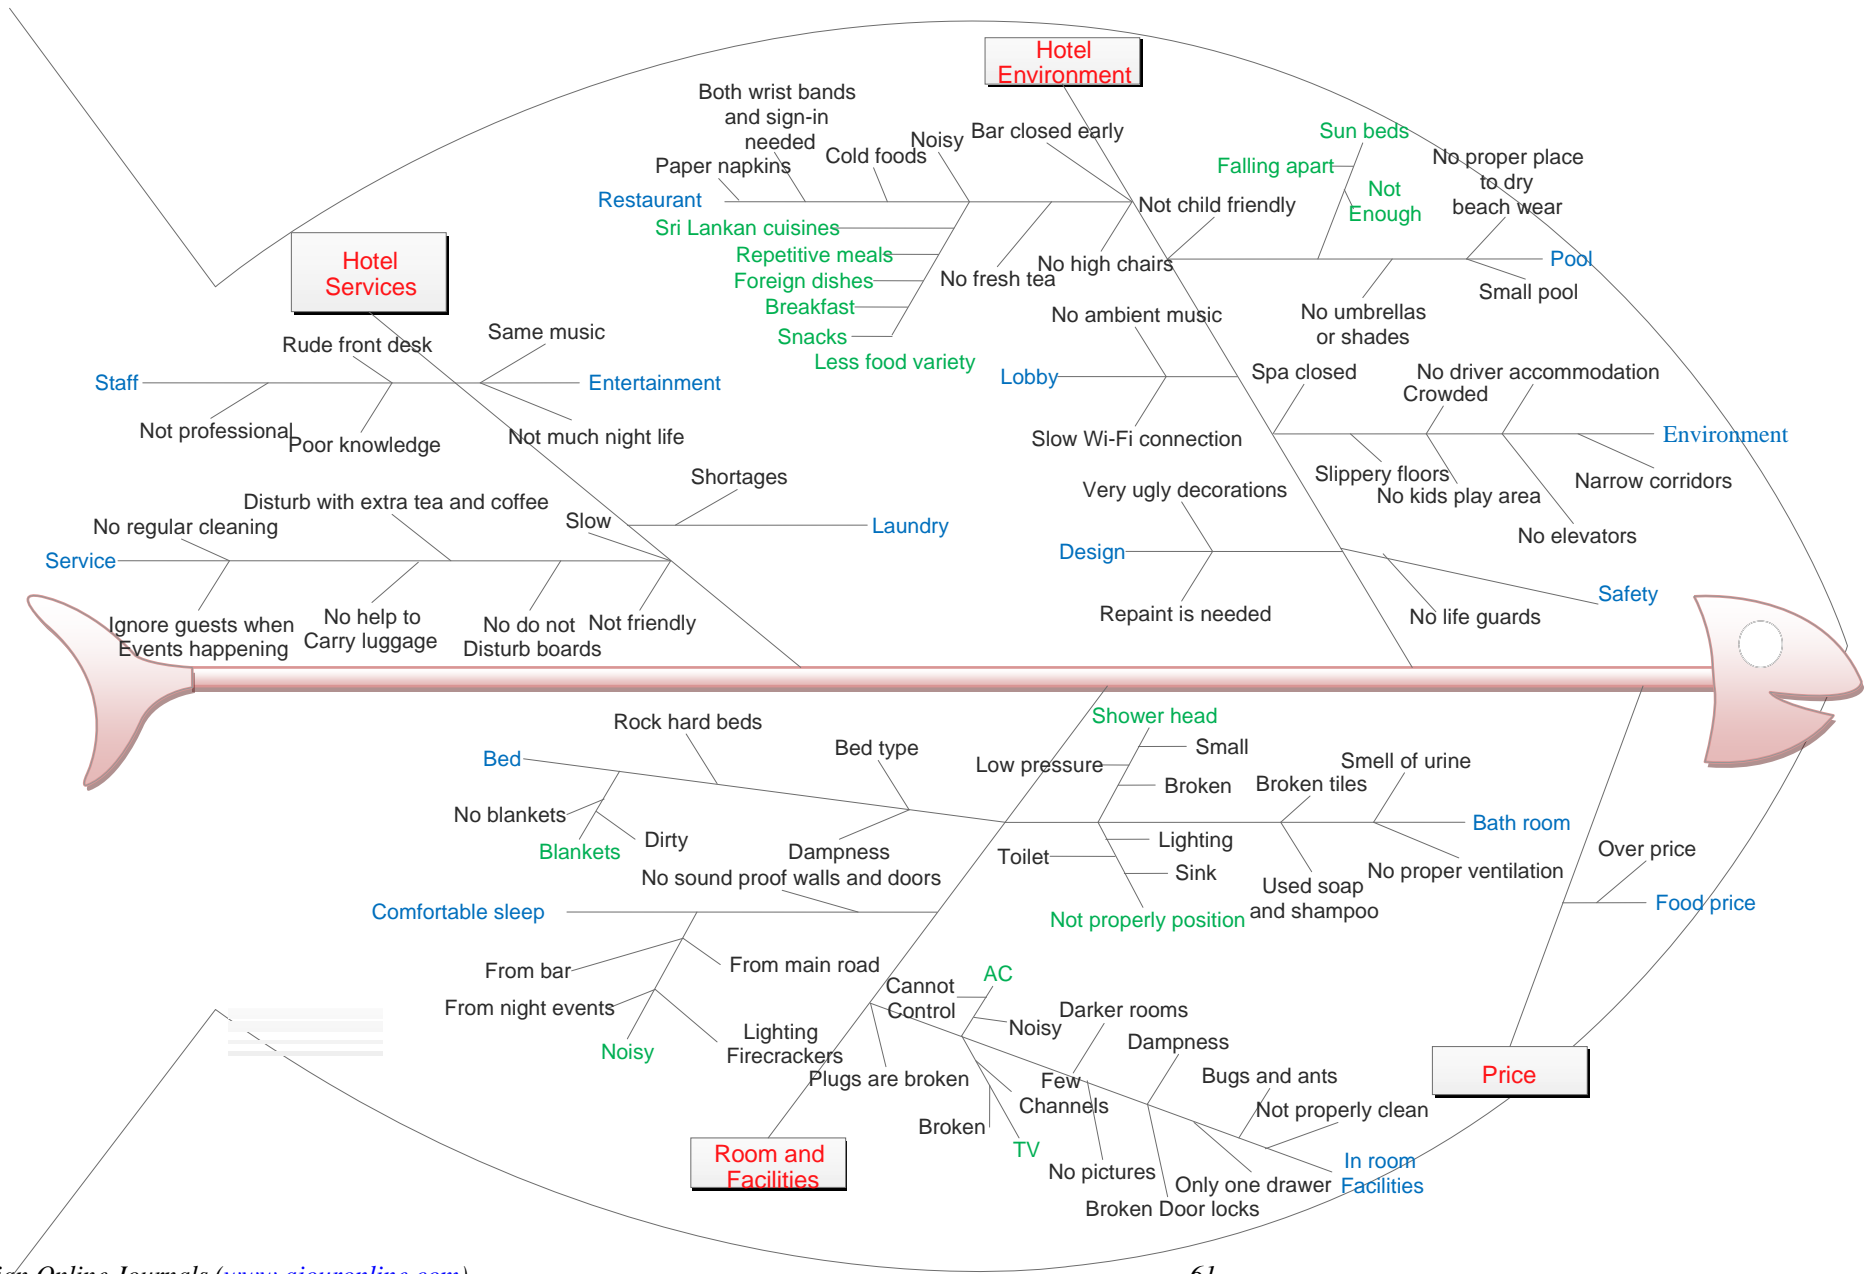 Hotel
Environment
Both wrist bands
and sign-in
needed
Noisy
Bar closed early
Sun beds
Paper napkins
Cold foods
Falling apart
No proper place
to dry
beach wear
Restaurant
Not child friendly
Not
Enough
Sri Lankan cuisines
Repetitive meals
Foreign dishes
Breakfast
Snacks
Less food variety
No fresh tea
No high chairs
Pool
Small pool
Hotel
Services
No ambient music
No umbrellas
or shades
Rude front desk
Same music
Staff
Entertainment
Lobby
Spa closed
No driver accommodation
Crowded
Not professional
Poor knowledge
Not much night life
Slow Wi-Fi connection
Environment
Slippery floors
No kids play area
Narrow corridors
Shortages
Very ugly decorations
Disturb with extra tea and coffee
No regular cleaning
Slow
Laundry
No elevators
Service
Design
Safety
Ignore guests when
Events happening
No help to
Carry luggage
No do not
Disturb boards
Not friendly
Repaint is needed
No life guards
Rock hard beds
Shower head
Bed
Bed type
Small
Low pressure
Smell of urine
Broken
Broken tiles
No blankets
Dirty
Blankets
Dampness
Lighting
Toilet
Sink
Bath room
Over price
No sound proof walls and doors
No proper ventilation
Used soap
and shampoo
Comfortable sleep
Not properly position
Food price
From bar
From main road
AC
Cannot
Control
From night events
Noisy
Darker rooms
Lighting
Firecrackers
Noisy
Dampness
Plugs are broken
Few
Channels
Bugs and ants
Price
Not properly clean
Broken
TV
Room and
Facilities
No pictures
In room
Facilities
Only one drawer
Broken Door locks
Online Journals (www.ajouronline.com)
61